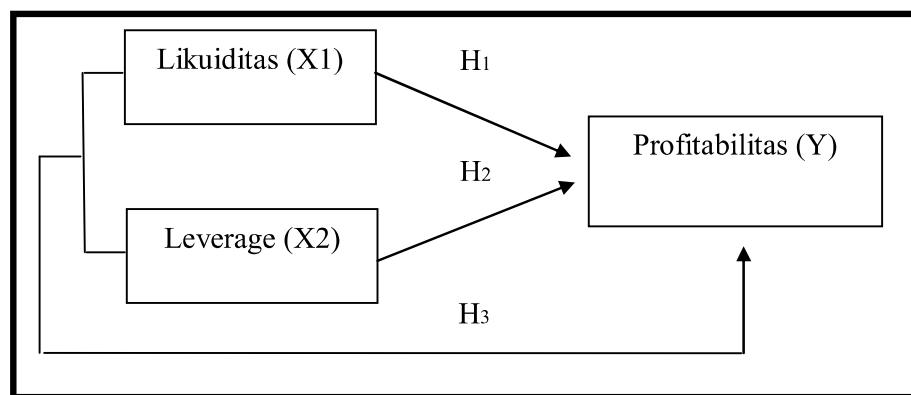 Likuiditas (X1)
H1
Profitabilitas (Y)
H2
Leverage (X2)
H3